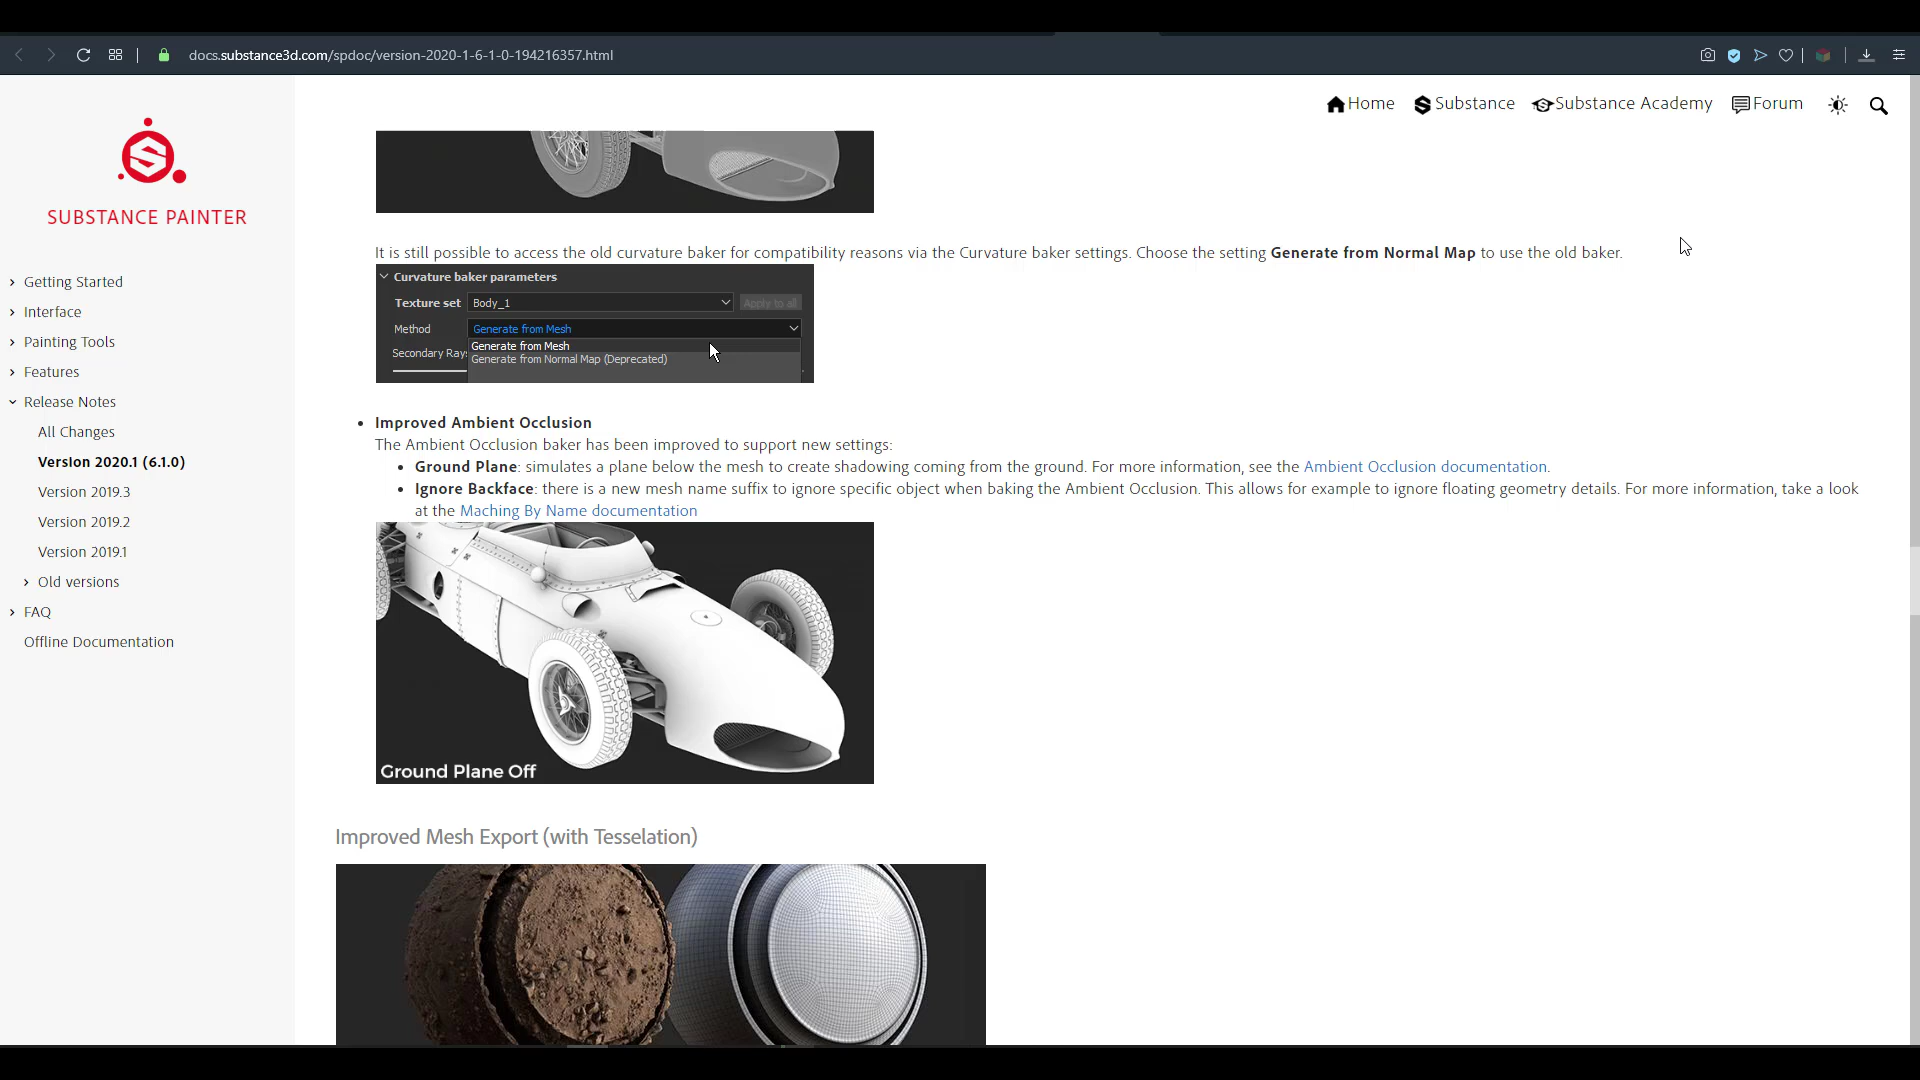 docs.substance3d.com/spdoc/version-2020-1-6-1-0-194216357.html
Home Substance Substance Academy Forum
SUBSTANCE PAINTER
Getting Started
Interface
Painting Tools
Features
Release Notes
All Changes
Version 2020.1 (6.1.0)
Version 2019.3
Version 2019.2
Version 2019.1
Old versions
FAQ
Offline Documentation
It is still possible to access the old curvature baker for compatibility reasons via the Curvature baker settings. Choose the setting Generate from Normal Map to use the old baker.
Curvature baker parameters
Texture set Body_1 Apply to all
Method Generate from Mesh
Generate from Mesh
Secondary Rays
Generate from Normal Map (Deprecated)
Improved Ambient Occlusion
The Ambient Occlusion baker has been improved to support new settings:
Ground Plane: simulates a plane below the mesh to create shadowing coming from the ground. For more information, see the Ambient Occlusion documentation.
Ignore Backface: there is a new mesh name suffix to ignore specific object when baking the Ambient Occlusion. This allows for example to ignore floating geometry details. For more information, take a look
at the Maching By Name documentation
Ground Plane Off
Improved Mesh Export (with Tesselation)